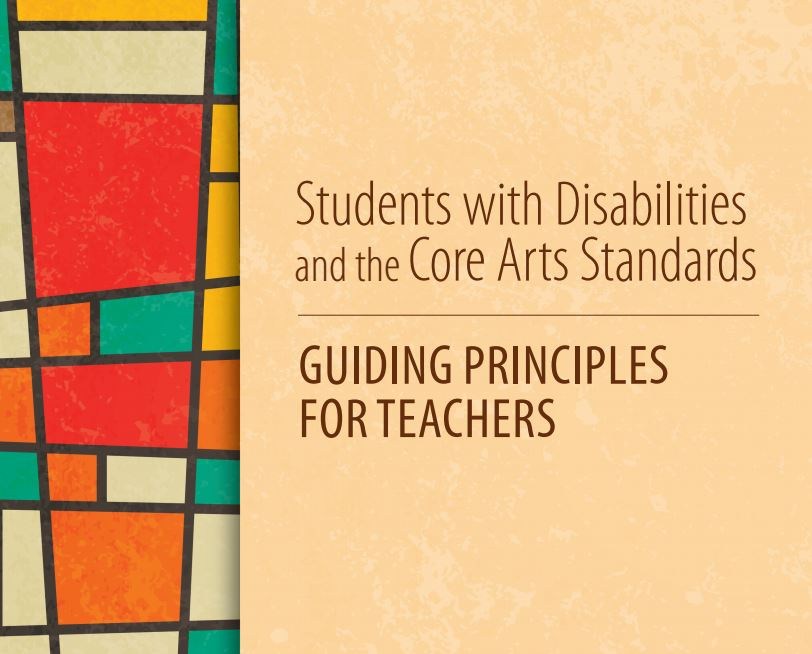 Students with Disabilities
and the Core Arts Standards
GUIDING PRINCIPLES
FOR TEACHERS